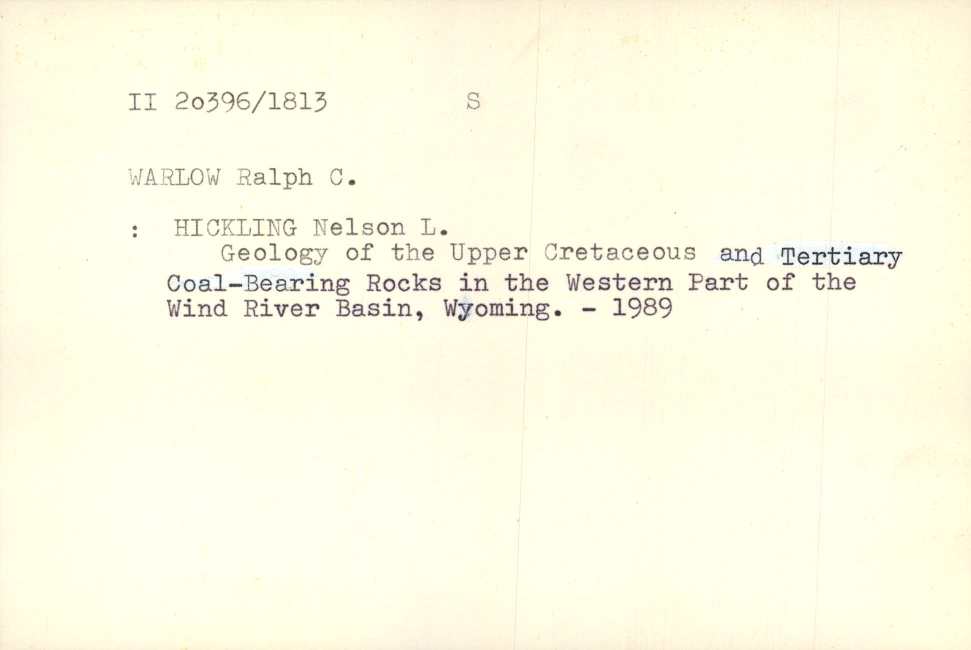 II 2o396/1813 S
WARLOW Ralph C.
: HICKLING Nelson L.
Geology of the Upper Cretaceous and Tertiary
Coal-Bearing Rocks in the Western Part of the
Wind River Basin, Wyoming. - 1989